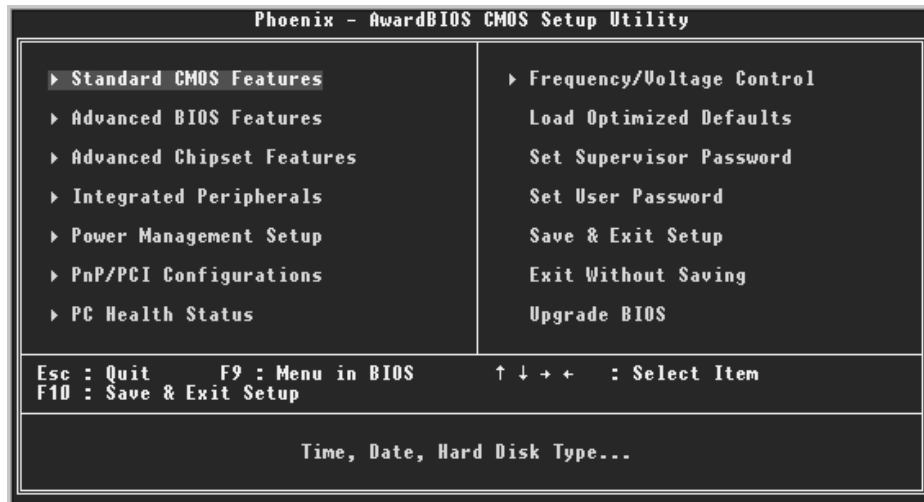 Phoenix - AwardBIOS CMOS Setup Utility
▸ Standard CMOS Features
▸ Advanced BIOS Features
▸ Advanced Chipset Features
▸ Integrated Peripherals
▸ Power Management Setup
▸ PnP/PCI Configurations
▸ PC Health Status
▸ Frequency/Voltage Control
Load Optimized Defaults
Set Supervisor Password
Set User Password
Save & Exit Setup
Exit Without Saving
Upgrade BIOS
Esc : Quit F9 : Menu in BIOS ↑ ↓ → ← : Select Item
F10 : Save & Exit Setup
Time, Date, Hard Disk Type...